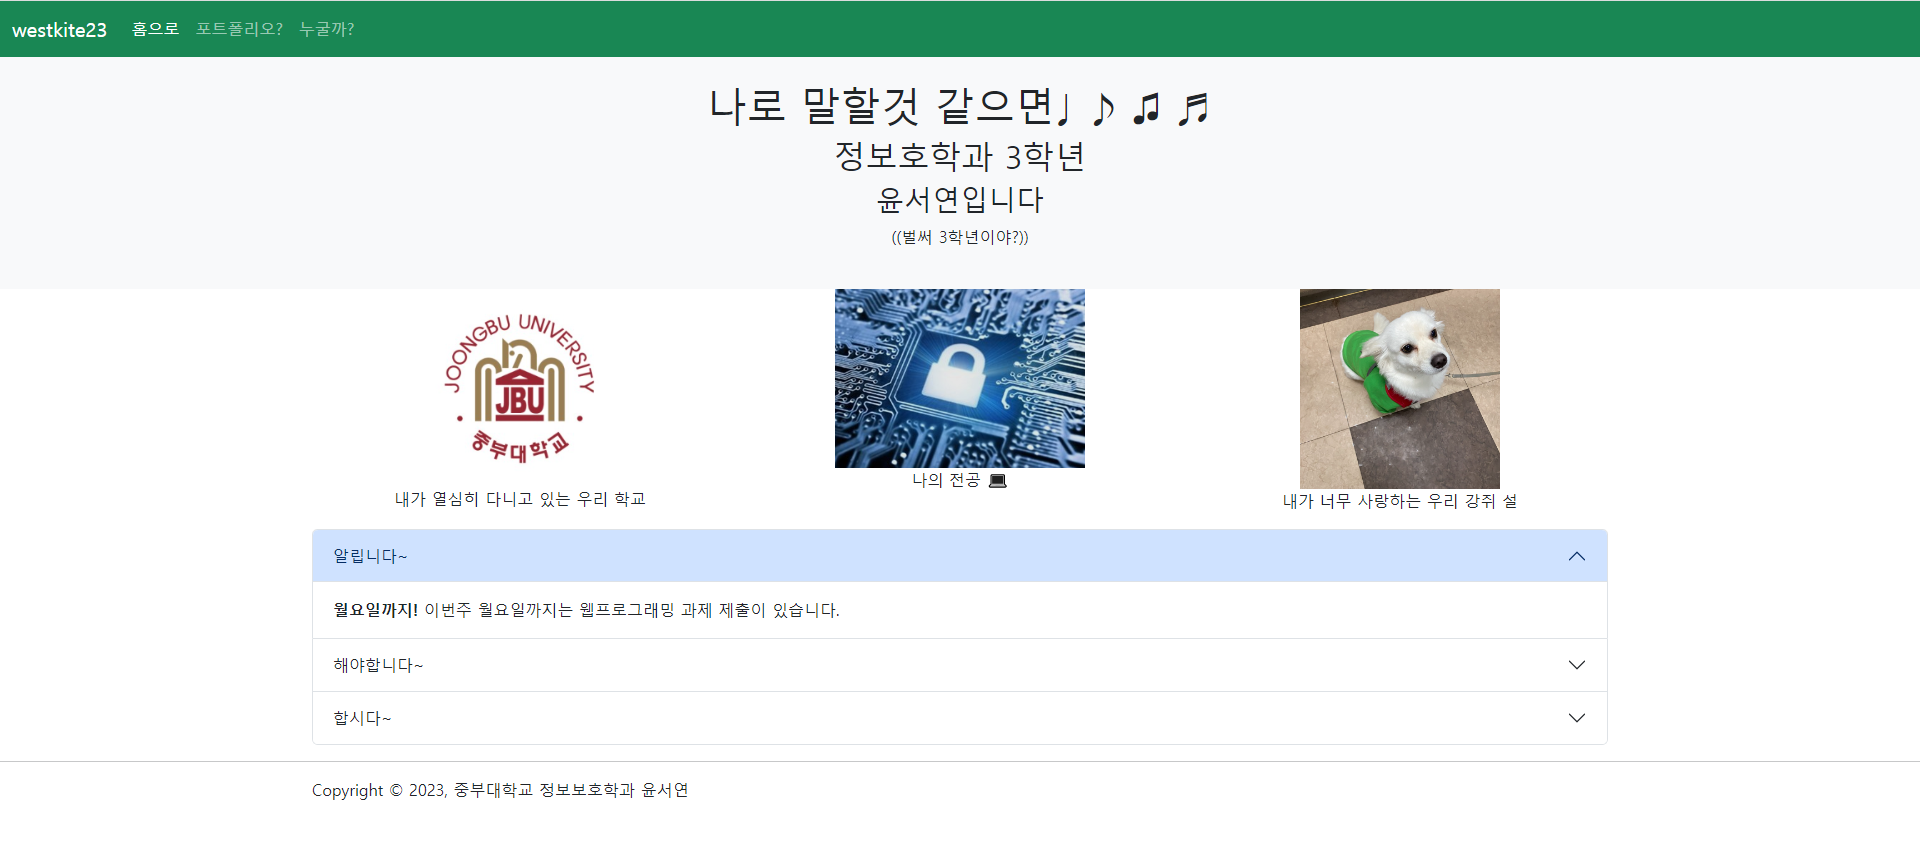 westkite23 홈으로 포트폴리오? 누굴까?
나로 말할것 같으면♩ ♪ ♫ ♬
정보호학과 3학년
윤서연입니다
((벌써 3학년이야?))
JOONGBU UNIVERSITY
JBU
중부대학교
내가 열심히 다니고 있는 우리 학교
나의 전공 💻
내가 너무 사랑하는 우리 강쥐 설
알립니다~
월요일까지! 이번주 월요일까지는 웹프로그래밍 과제 제출이 있습니다.
해야합니다~
합시다~
Copyright © 2023, 중부대학교 정보보호학과 윤서연